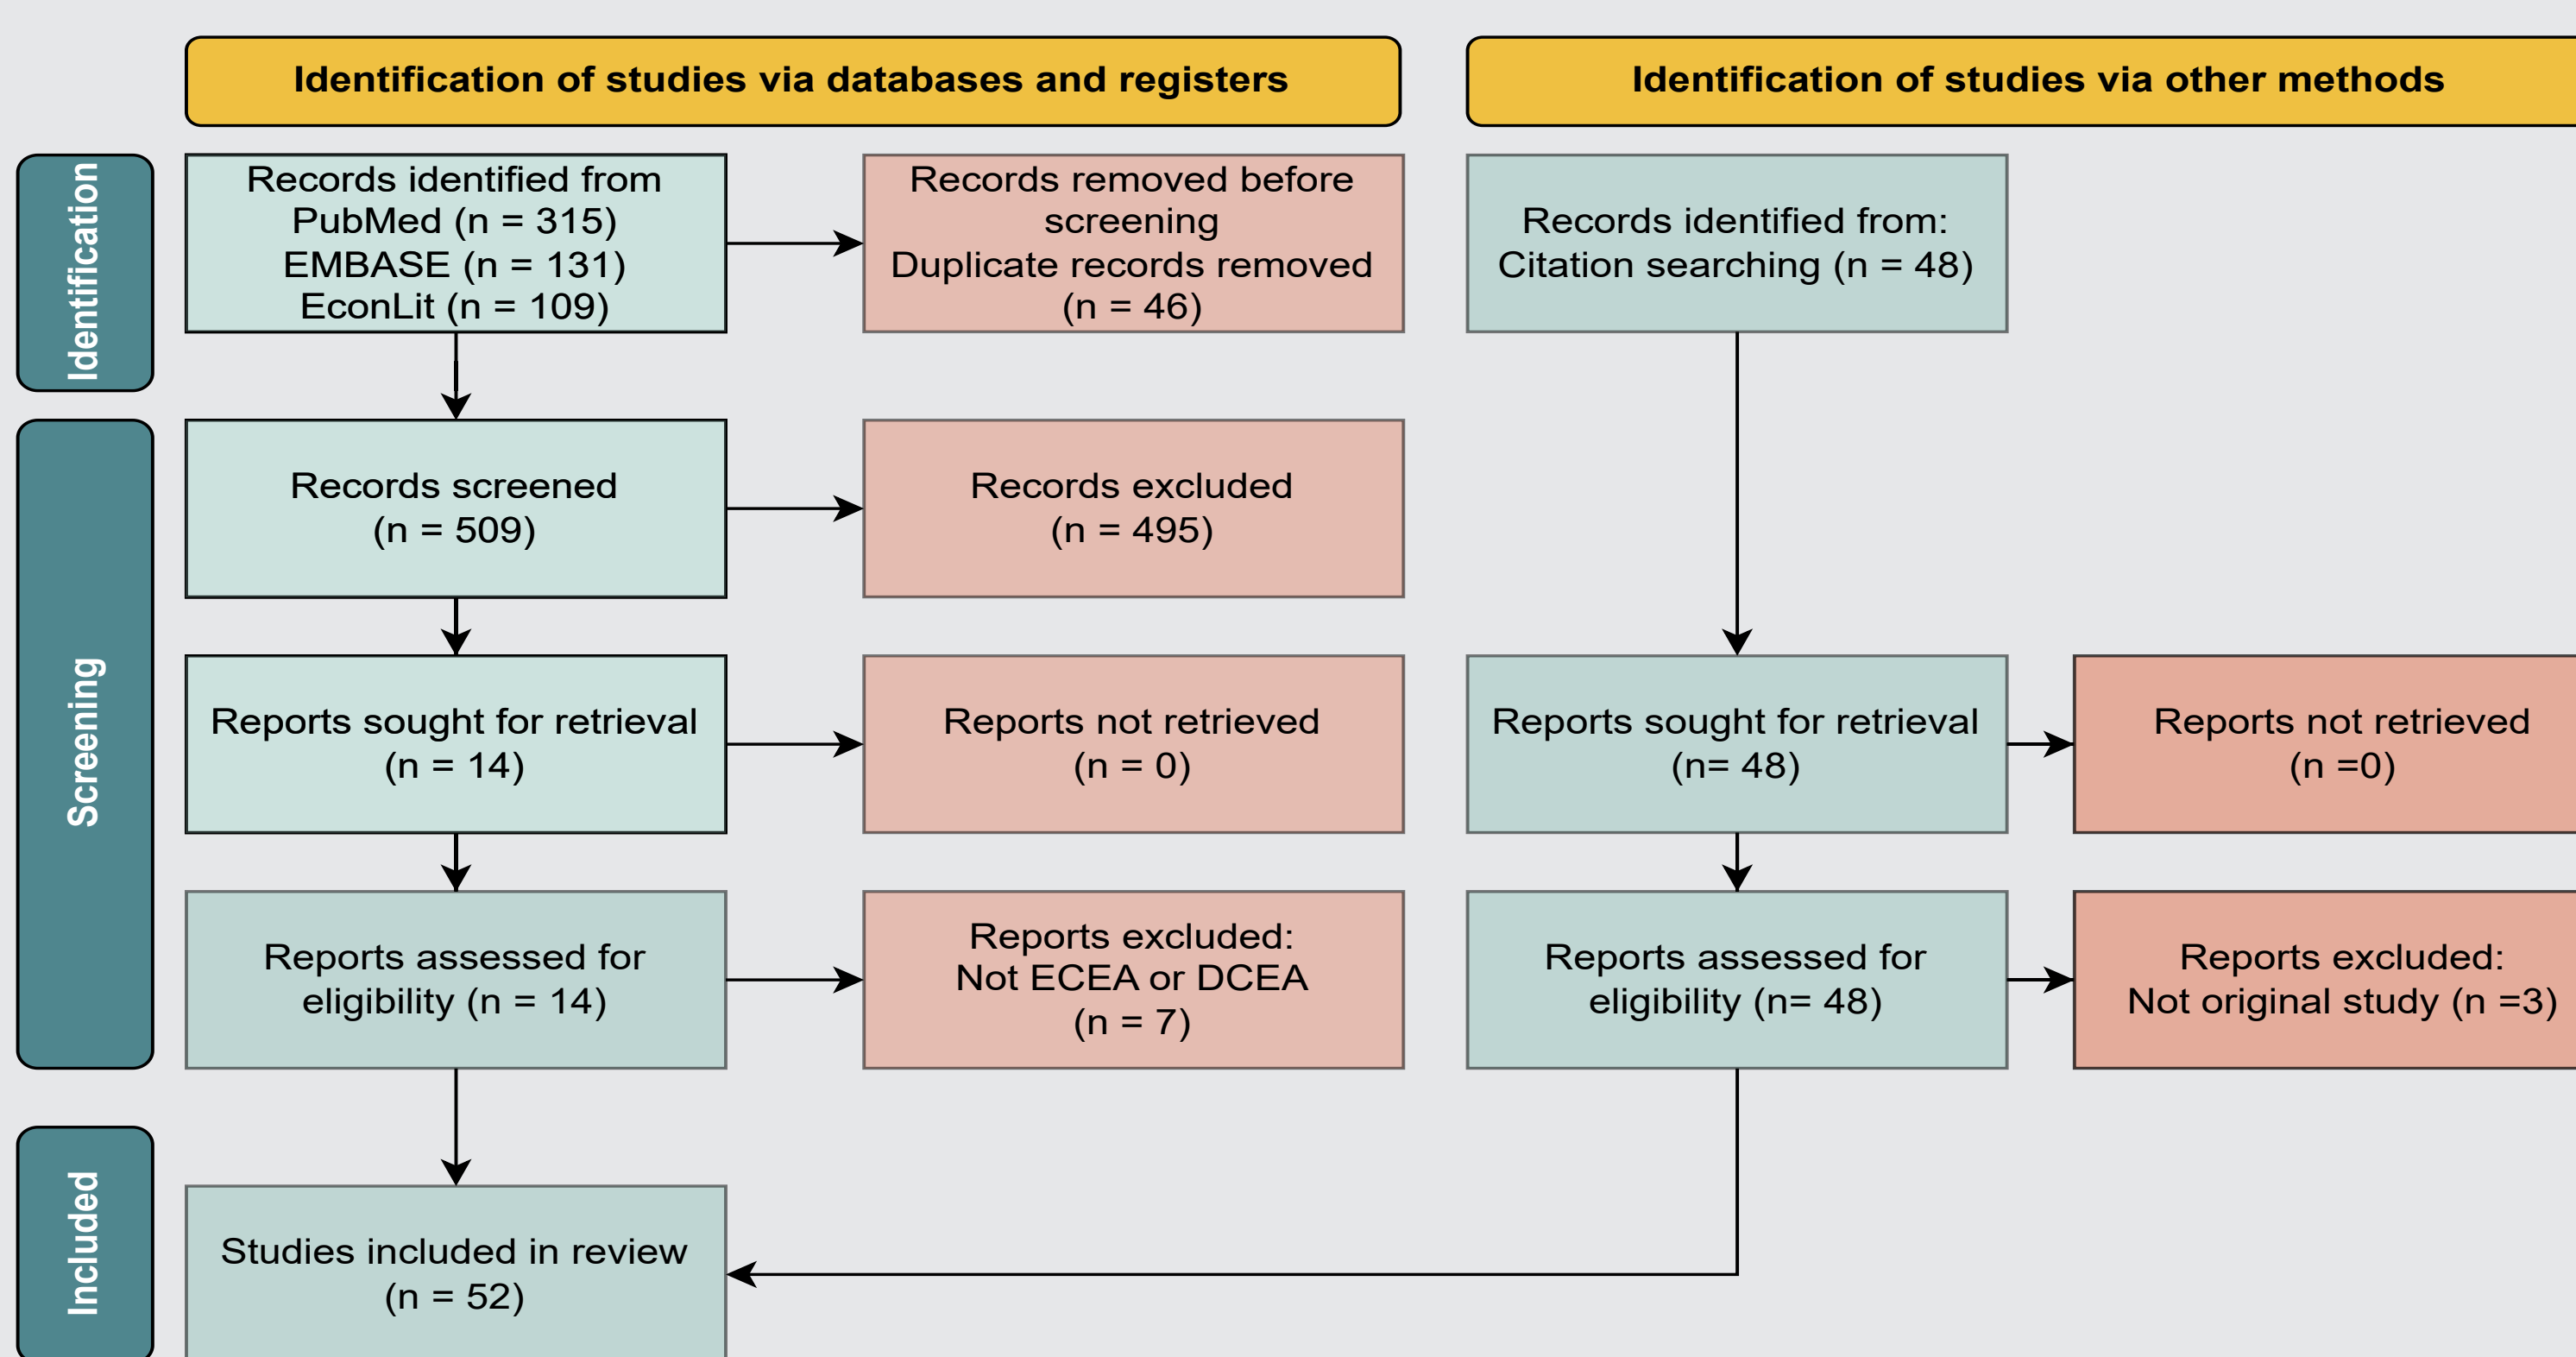 Identification of studies via databases and registers
Identification of studies via other methods
Identification
Records identified from
PubMed (n = 315)
EMBASE (n = 131)
EconLit (n = 109)
Records removed before
screening
Duplicate records removed
(n = 46)
Records identified from:
Citation searching (n = 48)
Screening
Records screened
(n = 509)
Records excluded
(n = 495)
Reports sought for retrieval
(n = 14)
Reports not retrieved
(n = 0)
Reports sought for retrieval
(n= 48)
Reports not retrieved
(n =0)
Reports assessed for
eligibility (n = 14)
Reports excluded:
Not ECEA or DCEA
(n = 7)
Reports assessed for
eligibility (n= 48)
Reports excluded:
Not original study (n =3)
Included
Studies included in review
(n = 52)